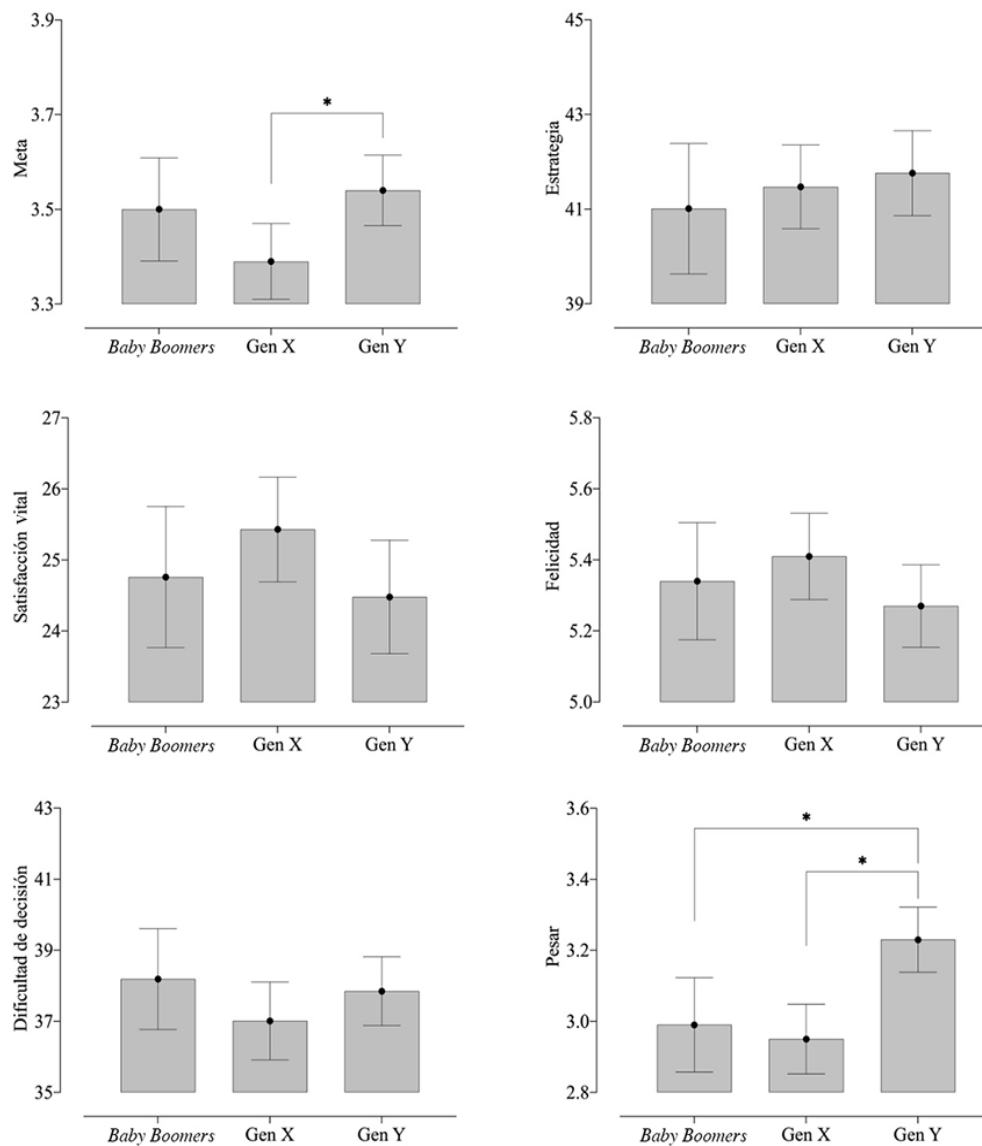 Meta
3.9
3.7
3.5
3.3
*
Baby Boomers Gen X Gen Y
Estrategia
45
43
41
39
Baby Boomers Gen X Gen Y
Satisfacción vital
27
26
25
24
23
Baby Boomers Gen X Gen Y
Felicidad
5.8
5.6
5.4
5.2
5.0
Baby Boomers Gen X Gen Y
Dificultad de decisión
43
41
39
37
35
Baby Boomers Gen X Gen Y
Pesar
3.6
3.4
3.2
3.0
2.8
*
*
Baby Boomers Gen X Gen Y